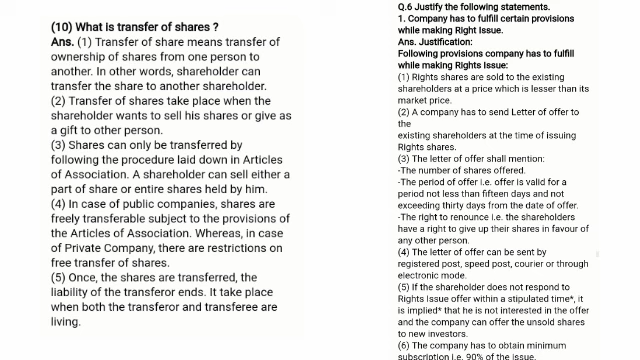 (10) What is transfer of shares ?
Ans. (1) Transfer of share means transfer of
ownership of shares from one person to
another. In other words, shareholder can
transfer the share to another shareholder.
(2) Transfer of shares take place when the
shareholder wants to sell his shares or give as
a gift to other person.
(3) Shares can only be transferred by
following the procedure laid down in Articles
of Association. A shareholder can sell either a
part of share or entire shares held by him.
(4) In case of public companies, shares are
freely transferable subject to the provisions of
the Articles of Association. Whereas, in case
of Private Company, there are restrictions on
free transfer of shares.
(5) Once, the shares are transferred, the
liability of the transferor ends. It take place
when both the transferor and transferee are
living.
Q.6 Justify the following statements.
1. Company has to fulfill certain provisions
while making Right Issue.
Ans. Justification:
Following provisions company has to fulfill
while making Rights Issue:
(1) Rights shares are sold to the existing
shareholders at a price which is lesser than its
market price.
(2) A company has to send Letter of offer to
the
existing shareholders at the time of issuing
Rights shares.
(3) The letter of offer shall mention:
-The number of shares offered.
-The period of offer i.e. offer is valid for a
period not less than fifteen days and not
exceeding thirty days from the date of offer.
-The right to renounce i.e. the shareholders
have a right to give up their shares in favour of
any other person.
(4) The letter of offer can be sent by
registered post, speed post, courier or through
electronic mode.
(5) If the shareholder does not respond to
Rights Issue offer within a stipulated time*, it
is implied* that he is not interested in the offer
and the company can offer the unsold shares
to new investors.
(6) The company has to obtain minimum
subscription i.e. 90% of the issue.